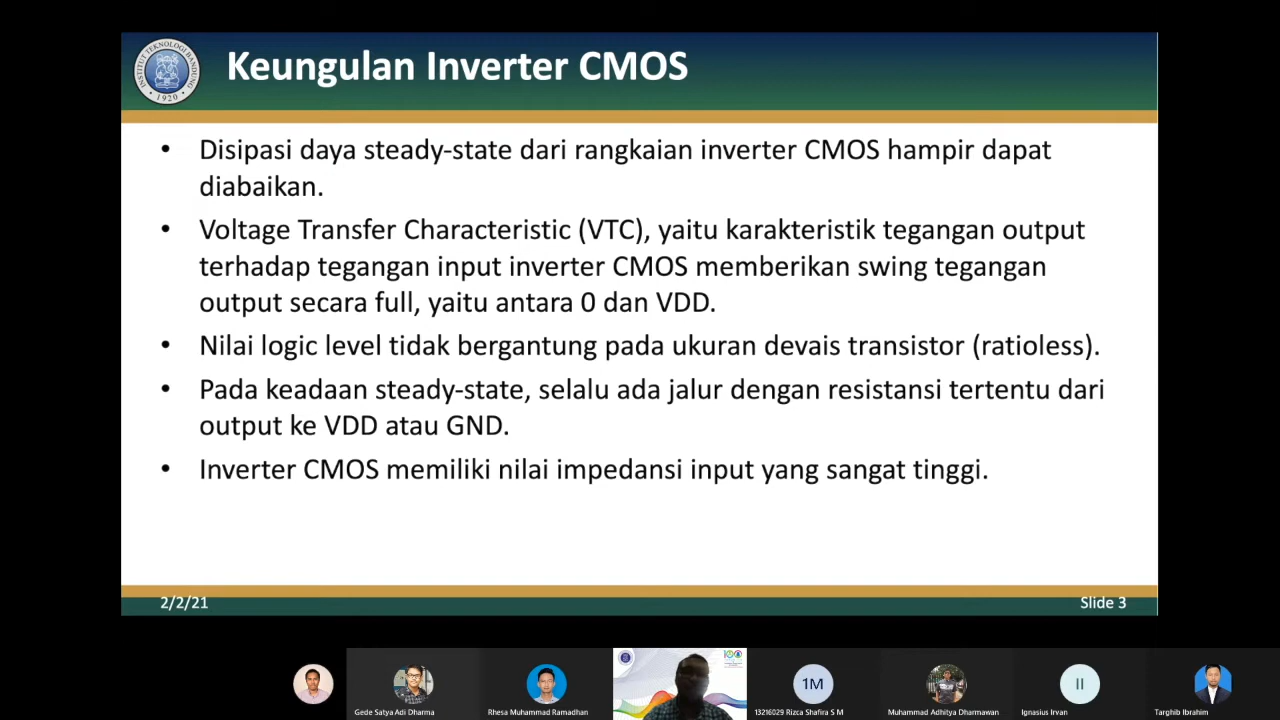 INSTITUT TEKNOLOGI BANDUNG
1920
Keungulan Inverter CMOS
• Disipasi daya steady-state dari rangkaian inverter CMOS hampir dapat
diabaikan.
• Voltage Transfer Characteristic (VTC), yaitu karakteristik tegangan output
terhadap tegangan input inverter CMOS memberikan swing tegangan
output secara full, yaitu antara 0 dan VDD.
• Nilai logic level tidak bergantung pada ukuran devais transistor (ratioless).
• Pada keadaan steady-state, selalu ada jalur dengan resistansi tertentu dari
output ke VDD atau GND.
• Inverter CMOS memiliki nilai impedansi input yang sangat tinggi.
2/2/21
Slide 3
1M
II
Gede Satya Adi Dharma
Rhesa Muhammad Ramadhan
13216029 Rizca Shafira S M
Muhammad Adhitya Dharmawan
Ignasius Irvan
Targhib Ibrahim